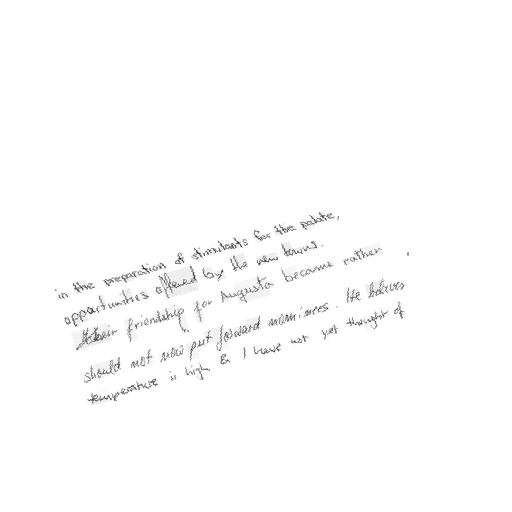 in the preparation of stimulants for the palate,
opportunities offered by the new towns.
Their friendship for Augusta became rather .
should not now put forward nominees. He believes
temperature is high & I have not yet thought of